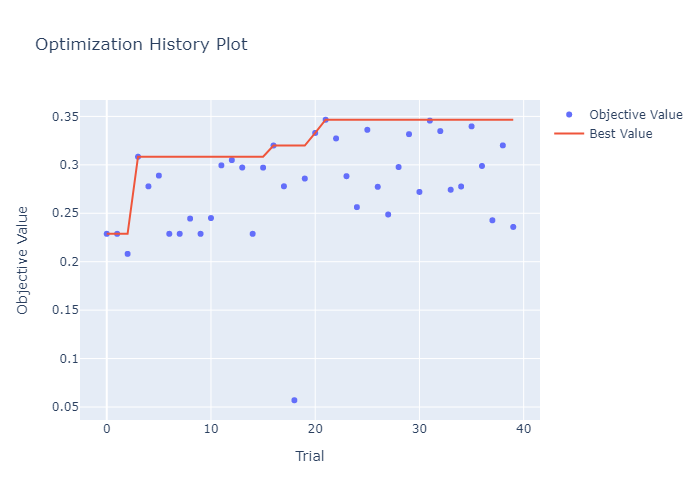 Optimization History Plot
Objective Value
Best Value
0.35
0.3
0.25
0.2
0.15
0.1
0.05
Objective Value
0 10 20 30 40
Trial